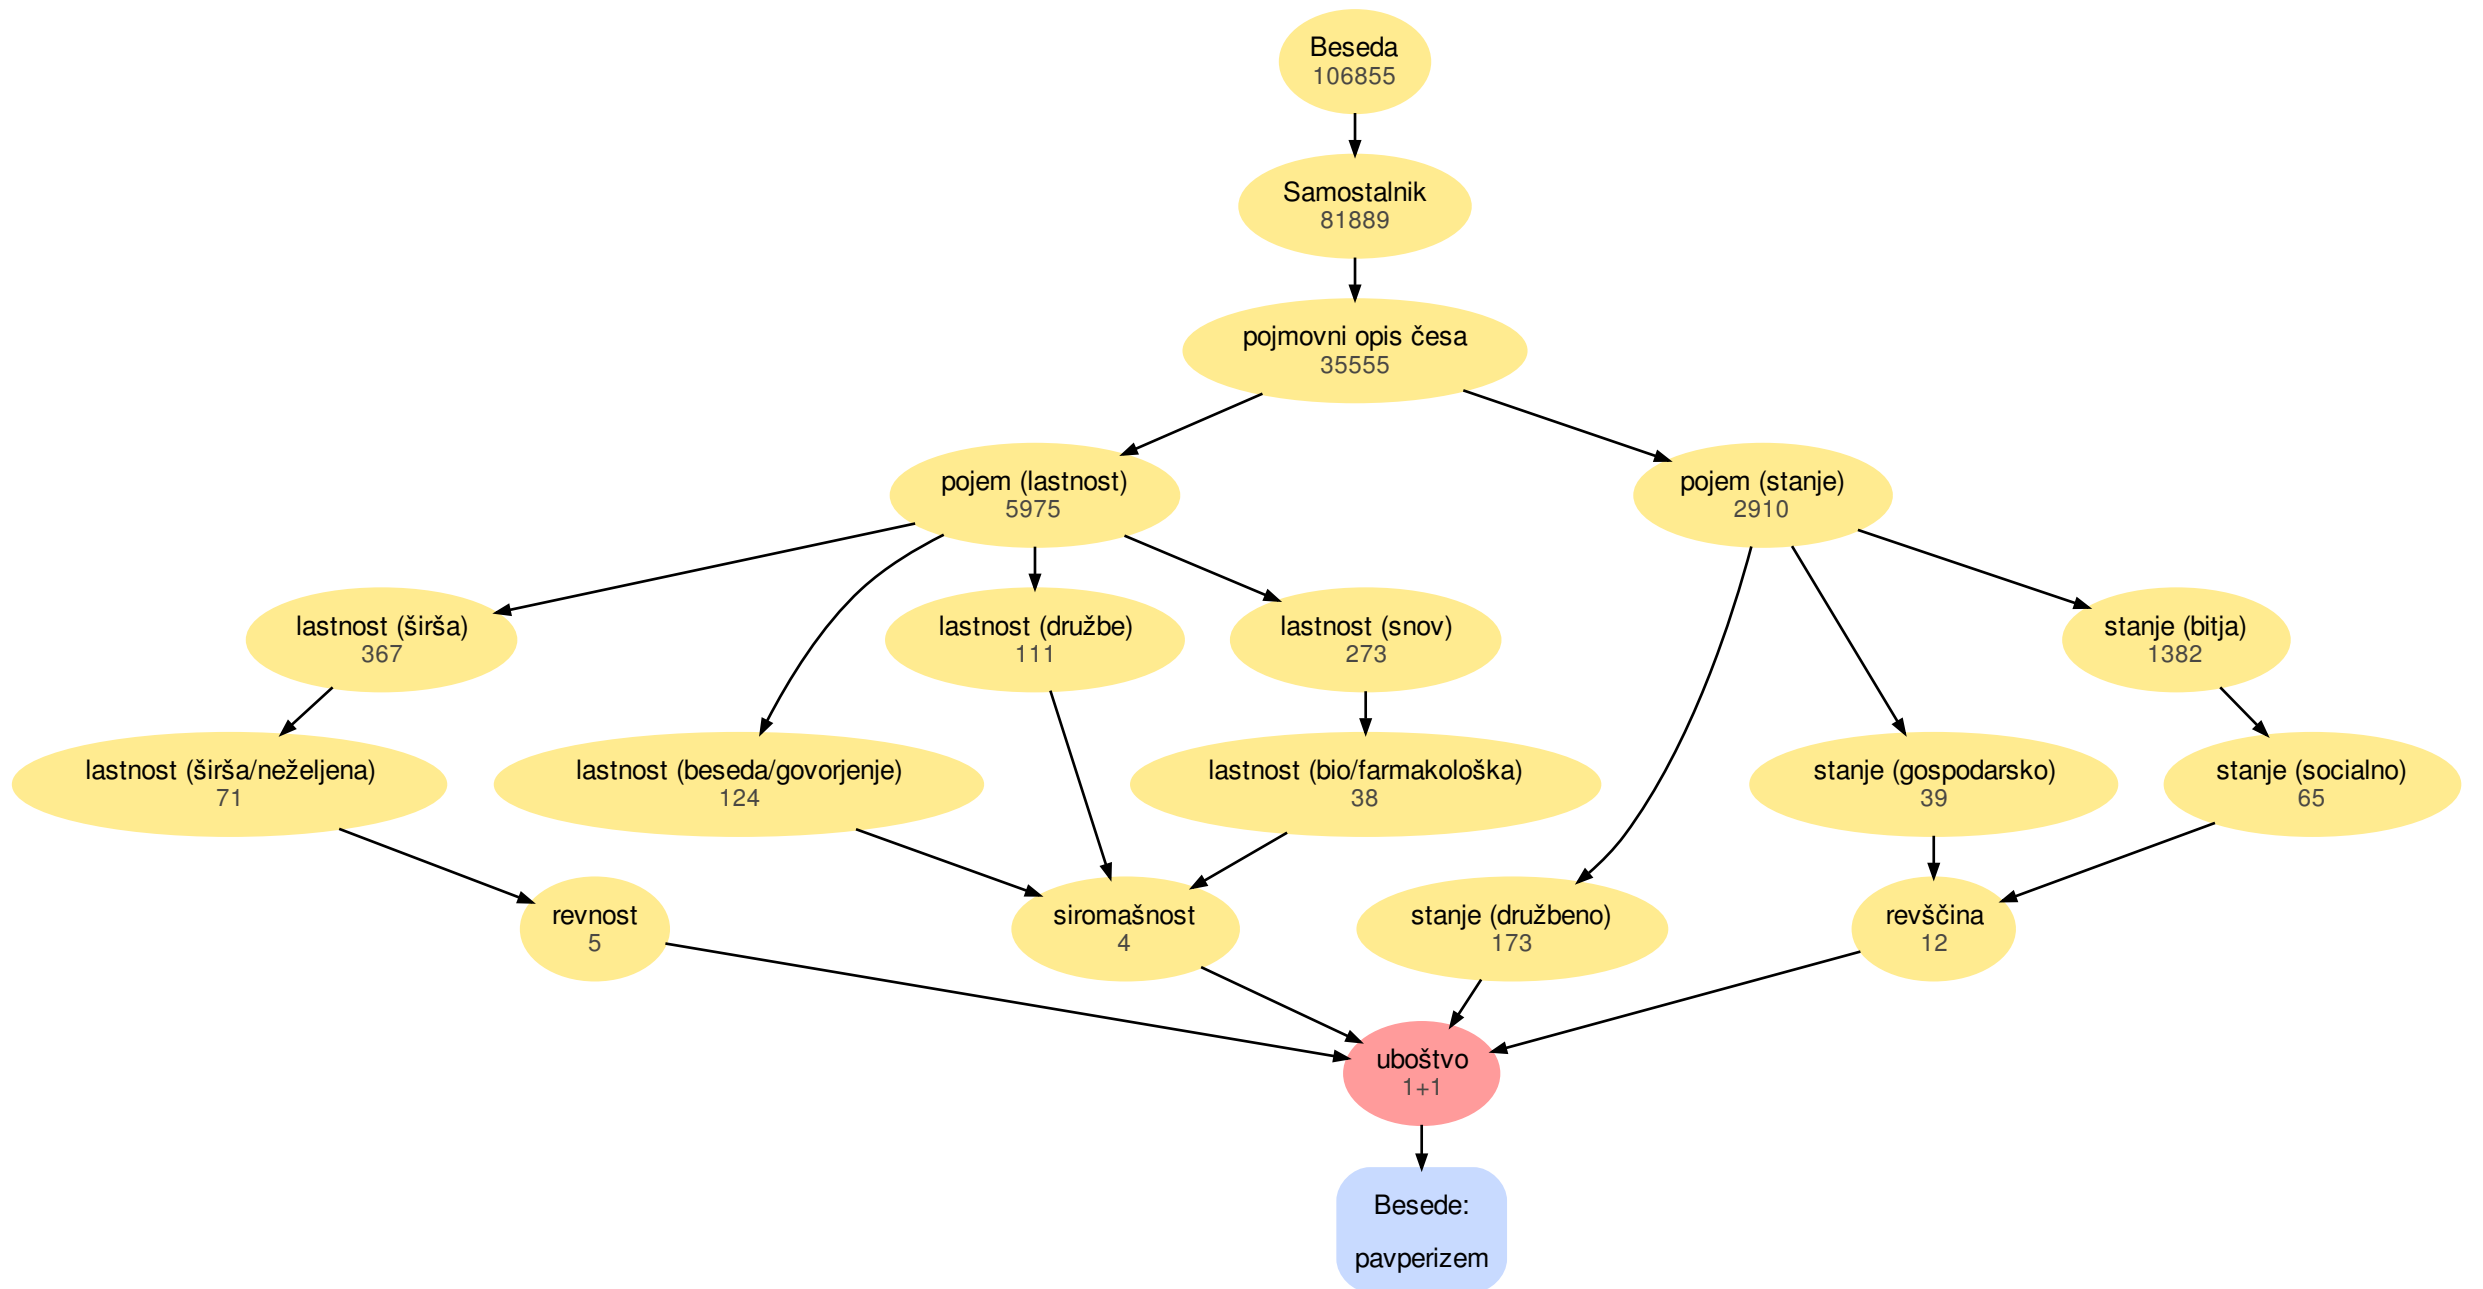 Beseda
106855
Samostalnik
81889
pojmovni opis česa
35555
pojem (lastnost)
5975
pojem (stanje)
2910
lastnost (širša)
367
lastnost (družbe)
111
lastnost (snov)
273
stanje (bitja)
1382
lastnost (širša/neželjena)
71
lastnost (beseda/govorjenje)
124
lastnost (bio/farmakološka)
38
stanje (gospodarsko)
39
stanje (socialno)
65
revnost
5
siromašnost
4
stanje (družbeno)
173
revščina
12
uboštvo
1+1
Besede:
pavperizem